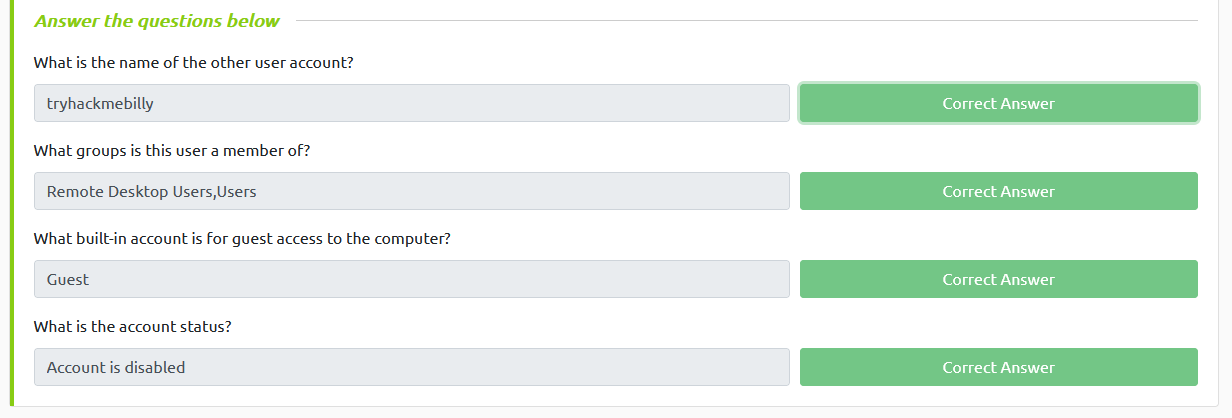 Answer the questions below
What is the name of the other user account?
tryhackmebilly
Correct Answer
What groups is this user a member of?
Remote Desktop Users,Users
Correct Answer
What built-in account is for guest access to the computer?
Guest
Correct Answer
What is the account status?
Account is disabled
Correct Answer